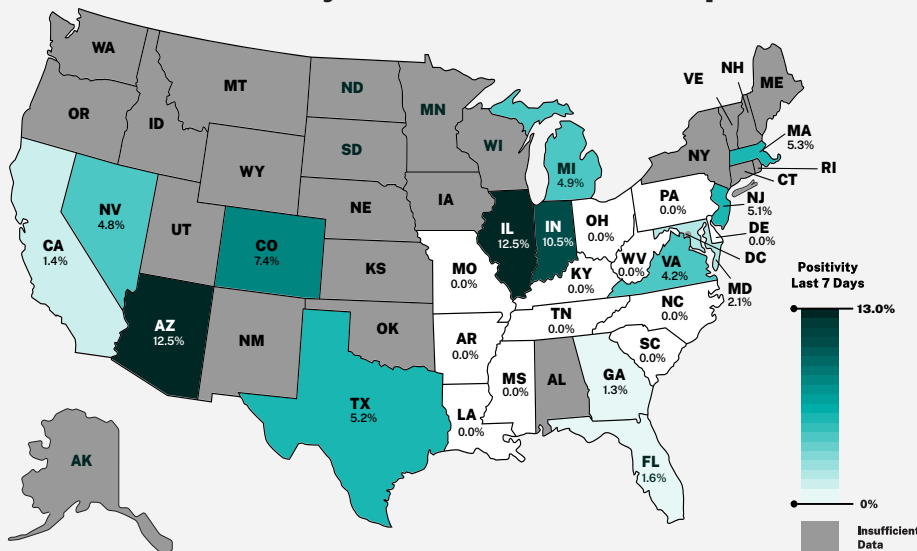 WA
MT
ND
MN
OR
ID
SD
WI
WY
NE
IA
NV
4.8%
UT
CO
7.4%
KS
CA
1.4%
AZ
12.5%
NM
OK
TX
5.2%
AK
MI
4.9%
IL
12.5%
IN
10.5%
OH
0.0%
PA
0.0%
NY
VE
NH
ME
MA
5.3%
RI
CT
NJ
5.1%
DE
0.0%
DC
MD
2.1%
WV
0.0%
VA
4.2%
KY
0.0%
MO
0.0%
TN
0.0%
NC
0.0%
SC
0.0%
AR
0.0%
MS
0.0%
AL
GA
1.3%
LA
0.0%
FL
1.6%
Positivity
Last 7 Days
13.0%
0%
Insufficient
Data